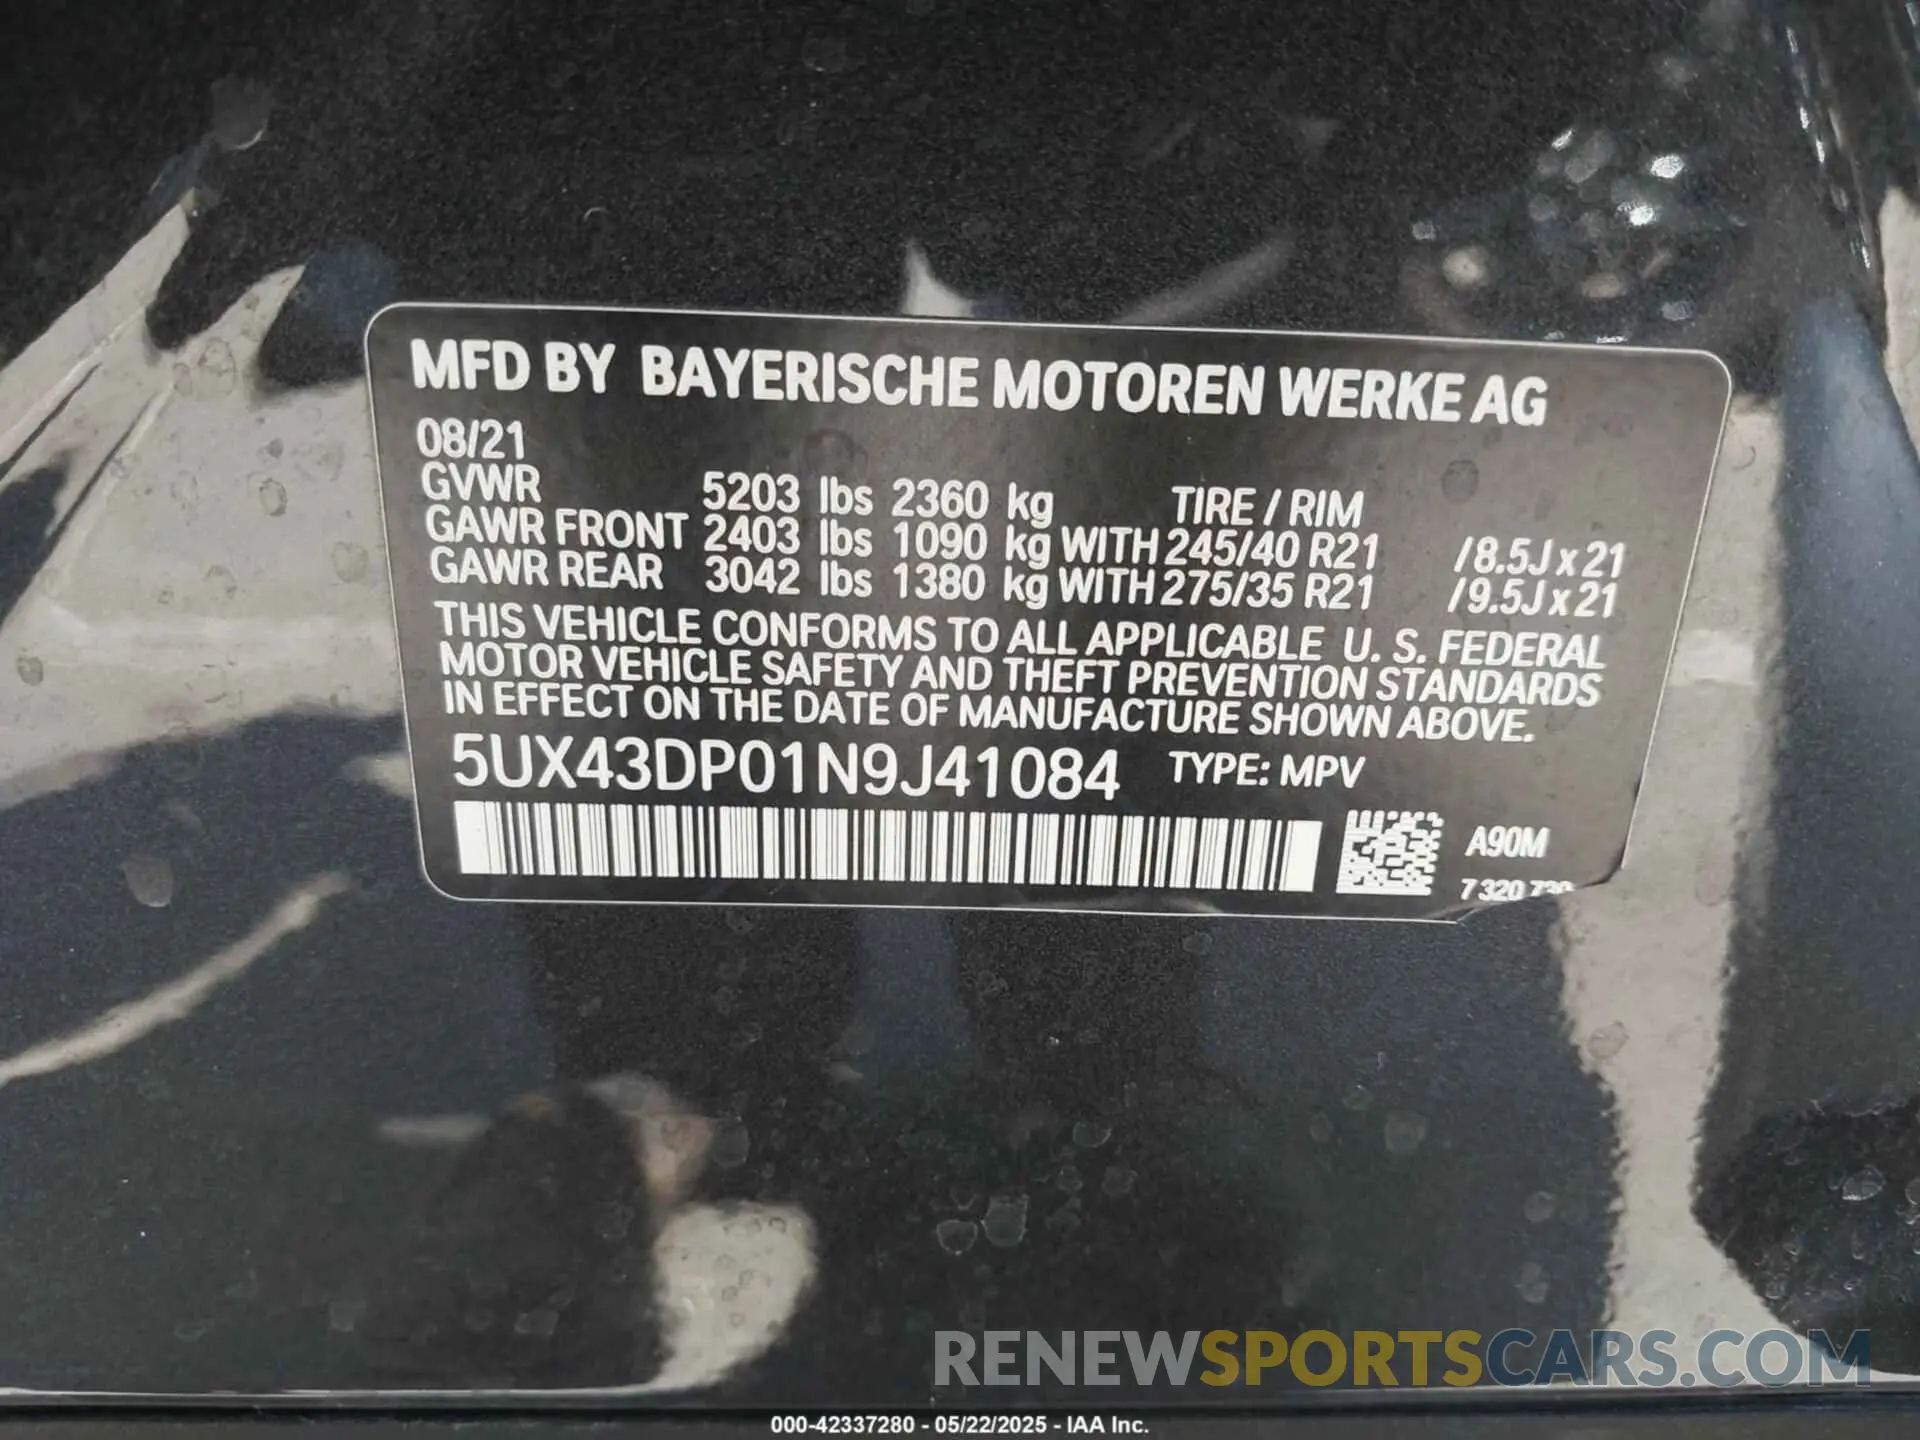 MFD BY BAYERISCHE MOTOREN WERKE AG
08/21
GVWR 5203 lbs 2360 kg TIRE / RIM
GAWR FRONT 2403 lbs 1090 kg WITH 245/40 R21 /8.5J x 21
GAWR REAR 3042 lbs 1380 kg WITH 275/35 R21 /9.5J x 21
THIS VEHICLE CONFORMS TO ALL APPLICABLE U. S. FEDERAL
MOTOR VEHICLE SAFETY AND THEFT PREVENTION STANDARDS
IN EFFECT ON THE DATE OF MANUFACTURE SHOWN ABOVE.
5UX43DP01N9J41084 TYPE: MPV
A90M
7 320
RENEWSPORTSCARS.COM
000-42337280 - 05/22/2025 - IAA Inc.